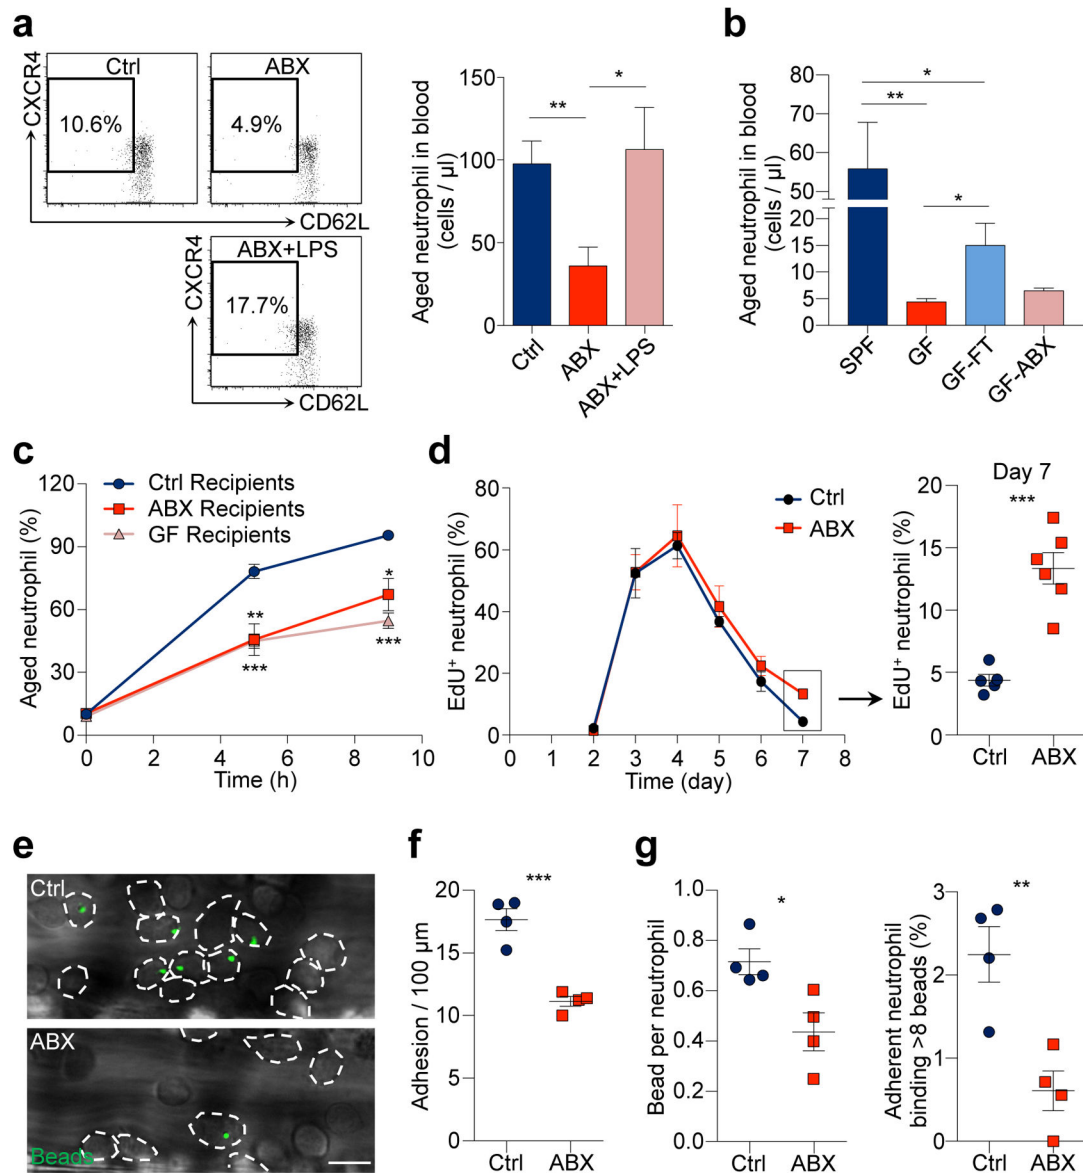 a
CXCR4
Ctrl
10.6%
ABX
4.9%
CD62L
CXCR4
ABX+LPS
17.7%
CD62L
Aged neutrophil in blood
(cells / µl)
150
100
50
0
**
*
Ctrl
ABX
ABX+LPS
b
Aged neutrophil in blood
(cells / µl)
80
70
60
50
20
15
10
5
0
*
**
*
SPF
GF
GF-FT
GF-ABX
c
Aged neutrophil (%)
120
90
60
30
0
Ctrl Recipients
ABX Recipients
GF Recipients
**
***
*
***
0 2 4 6 8 10
Time (h)
d
EdU+ neutrophil (%)
80
60
40
20
0
Ctrl
ABX
0 1 2 3 4 5 6 7 8
Time (day)
Day 7
***
EdU+ neutrophil (%)
20
15
10
5
0
Ctrl
ABX
e
Ctrl
ABX
Beads
f
Adhesion / 100 µm
20
15
10
5
0
***
Ctrl
ABX
g
Bead per neutrophil
1.0
0.8
0.6
0.4
0.2
0.0
*
Ctrl
ABX
Adherent neutrophil
binding >8 beads (%)
3
2
1
0
**
Ctrl
ABX